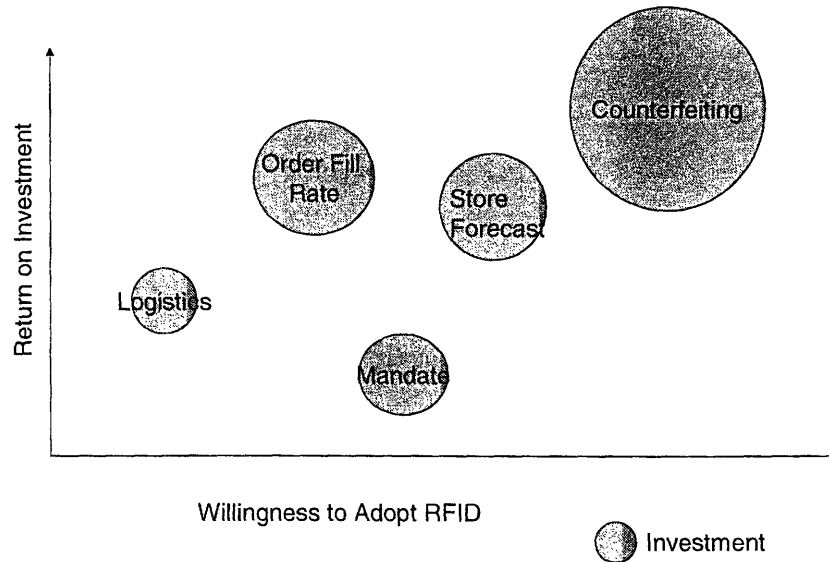 Counterfeiting
Order Fill
Rate
Store
Forecast
Return on Investment
Logistics
Mandate
Willingness to Adopt RFID
Investment